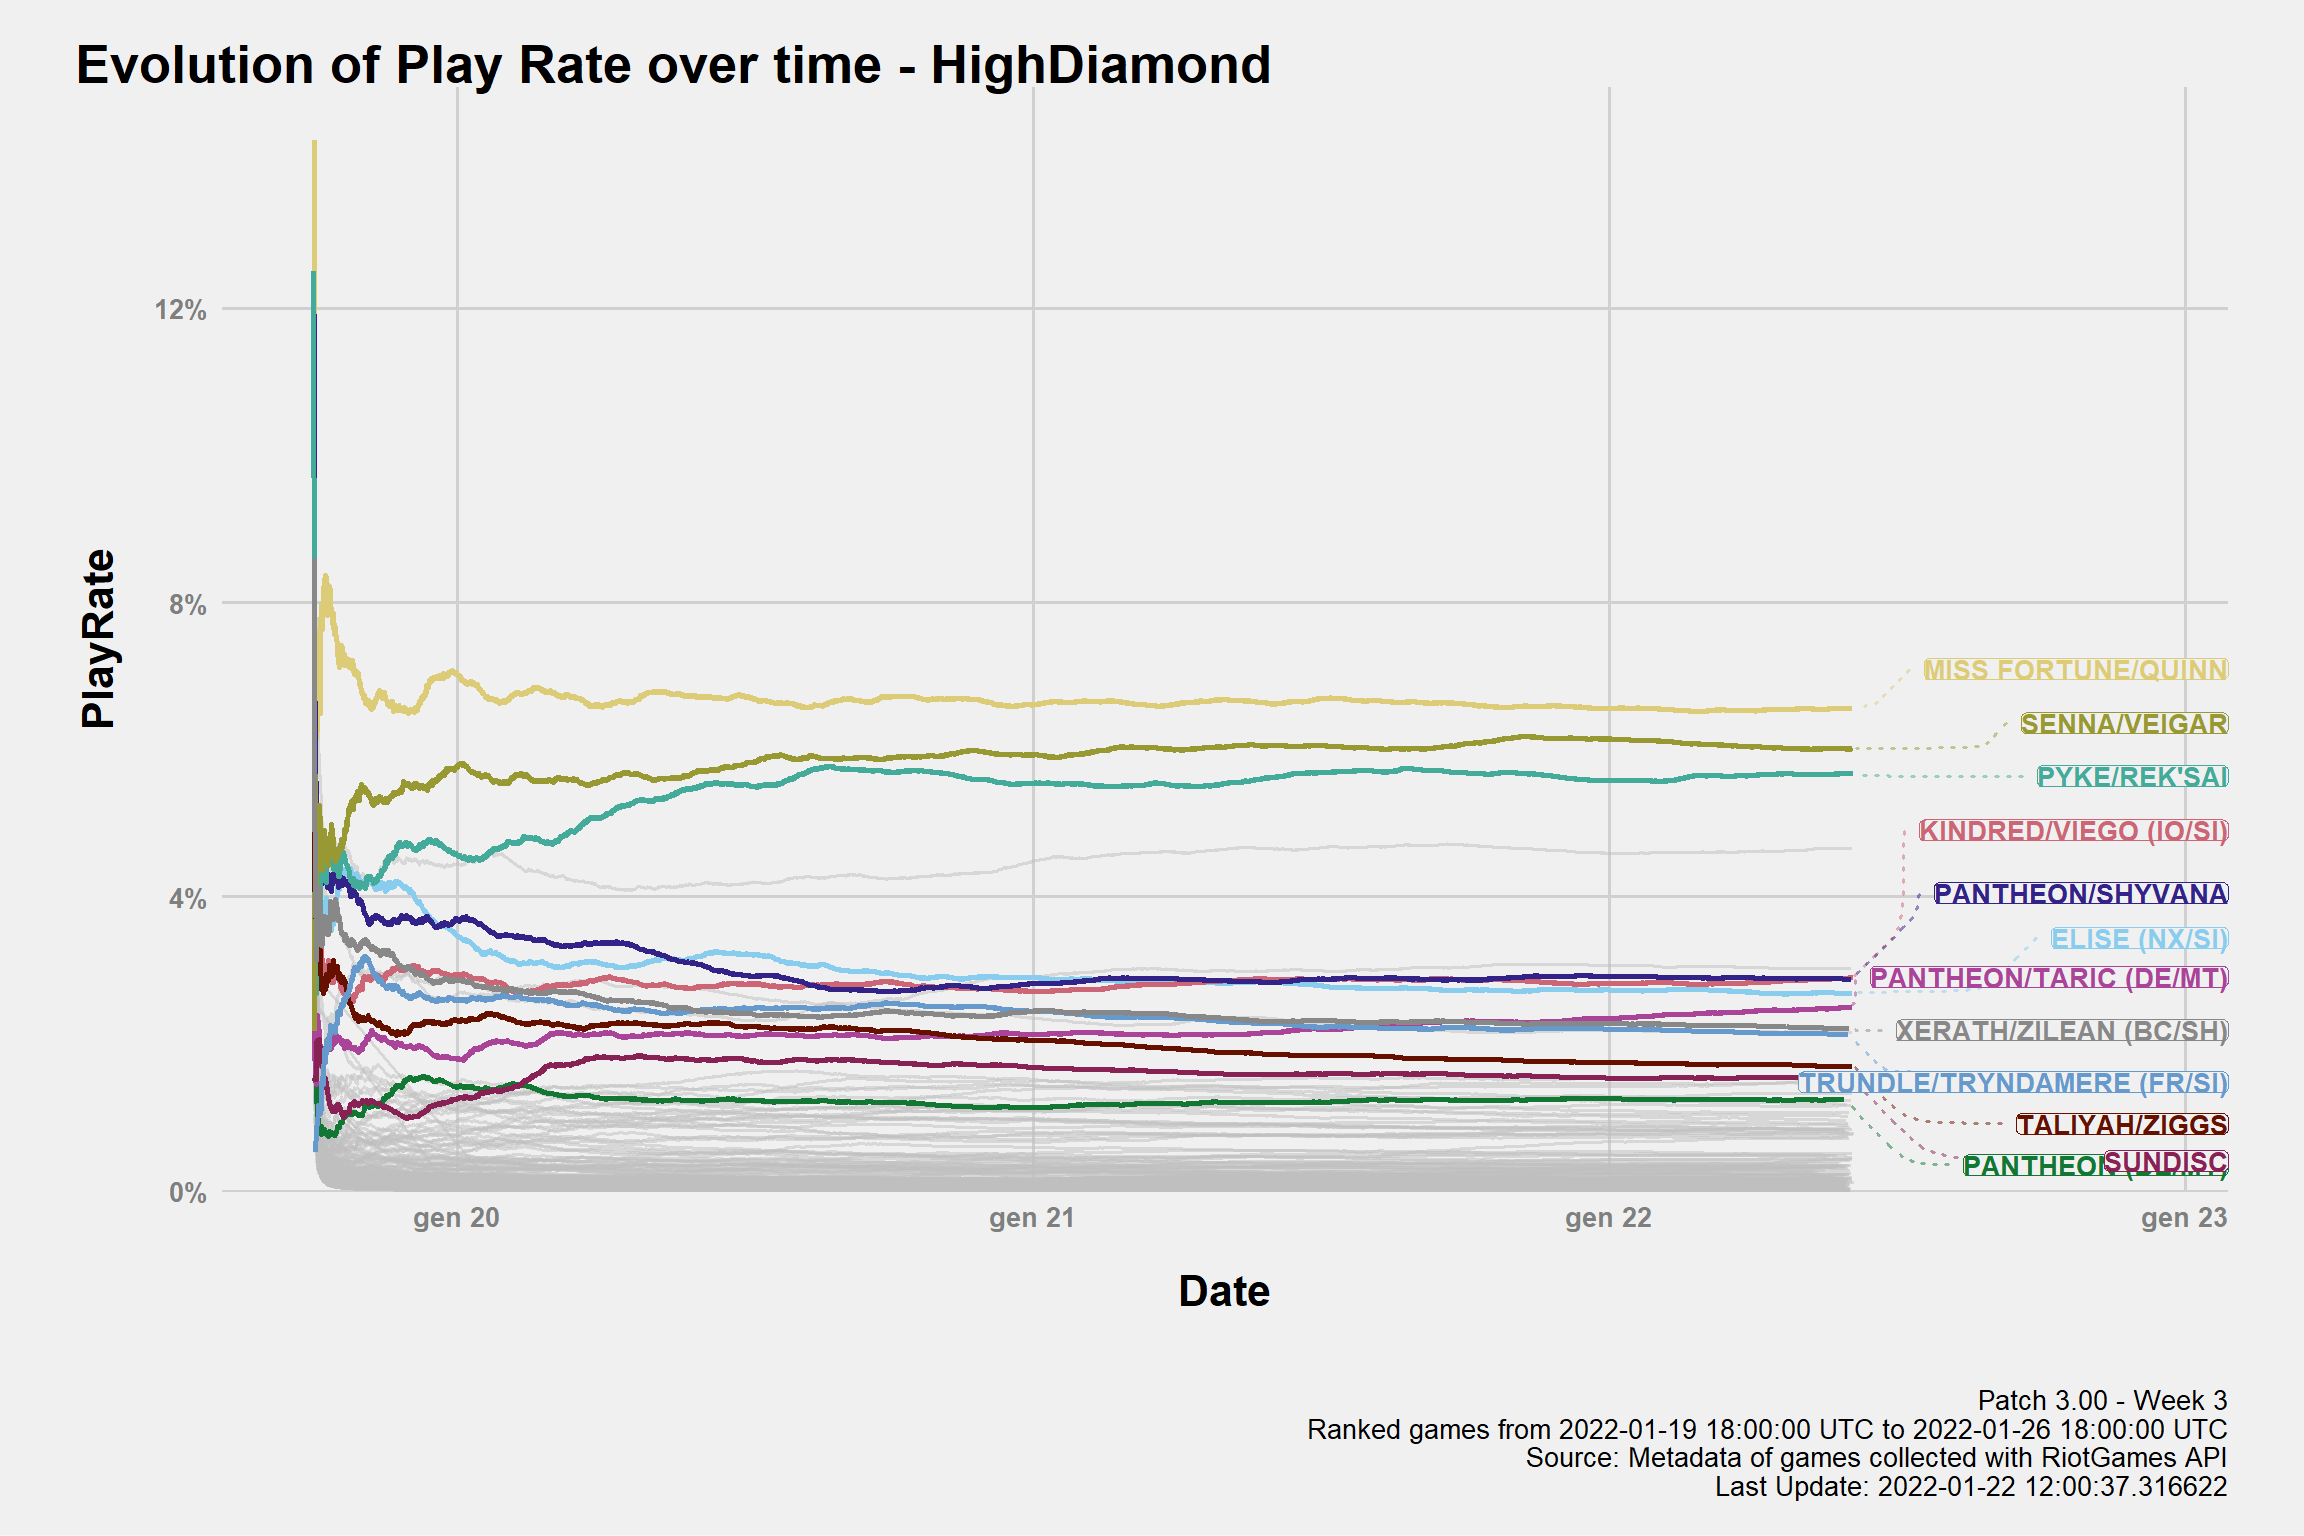 Evolution of Play Rate over time - HighDiamond
PlayRate
12%
8%
4%
0%
MISS FORTUNE/QUINN
SENNA/VEIGAR
PYKE/REK'SAI
KINDRED/VIEGO (IO/SI)
PANTHEON/SHYVANA
ELISE (NX/SI)
PANTHEON/TARIC (DE/MT)
XERATH/ZILEAN (BC/SH)
TRUNDLE/TRYNDAMERE (FR/SI)
TALIYAH/ZIGGS
PANTHEON
SUNDISC
gen 20
gen 21
gen 22
gen 23
Date
Patch 3.00 - Week 3
Ranked games from 2022-01-19 18:00:00 UTC to 2022-01-26 18:00:00 UTC
Source: Metadata of games collected with RiotGames API
Last Update: 2022-01-22 12:00:37.316622